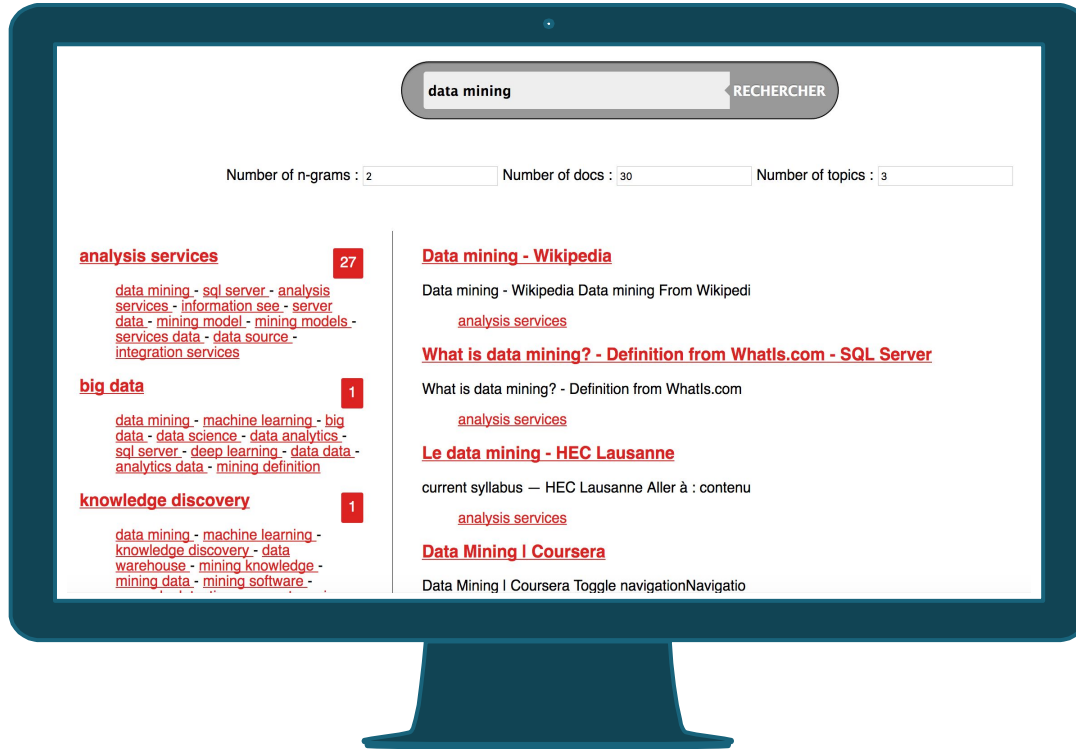 data mining
RECHERCHER
Number of n-grams : 2 Number of docs : 30 Number of topics : 3
analysis services
27
data mining - sql server - analysis
services - information see - server
data - mining model - mining models -
services data - data source -
integration services
big data
1
data mining - machine learning - big
data - data science - data analytics -
sql server - deep learning - data data -
analytics data - mining definition
knowledge discovery
1
data mining - machine learning -
knowledge discovery - data
warehouse - mining knowledge -
mining data - mining software -
Data mining - Wikipedia
Data mining - Wikipedia Data mining From Wikipedi
analysis services
What is data mining? - Definition from WhatIs.com - SQL Server
What is data mining? - Definition from WhatIs.com
analysis services
Le data mining - HEC Lausanne
current syllabus — HEC Lausanne Aller à : contenu
analysis services
Data Mining | Coursera
Data Mining | Coursera Toggle navigationNavigatio